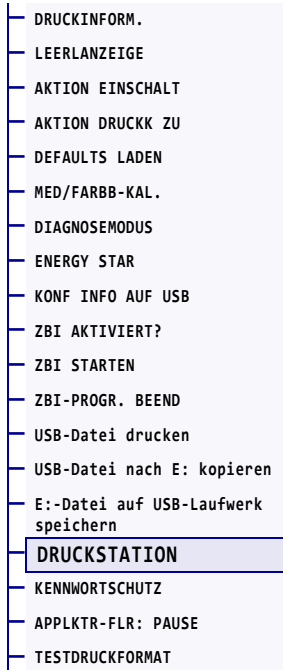 DRUCKINFORM.
LEERLANZEIGE
AKTION EINSCHALT
AKTION DRUCKK ZU
DEFAULTS LADEN
MED/FARBB-KAL.
DIAGNOSEMODUS
ENERGY STAR
KONF INFO AUF USB
ZBI AKTIVIERT?
ZBI STARTEN
ZBI-PROGR. BEEND
USB-Datei drucken
USB-Datei nach E: kopieren
E:-Datei auf USB-Laufwerk
speichern
DRUCKSTATION
KENNWORTSCHUTZ
APPLKTR-FLR: PAUSE
TESTDRUCKFORMAT